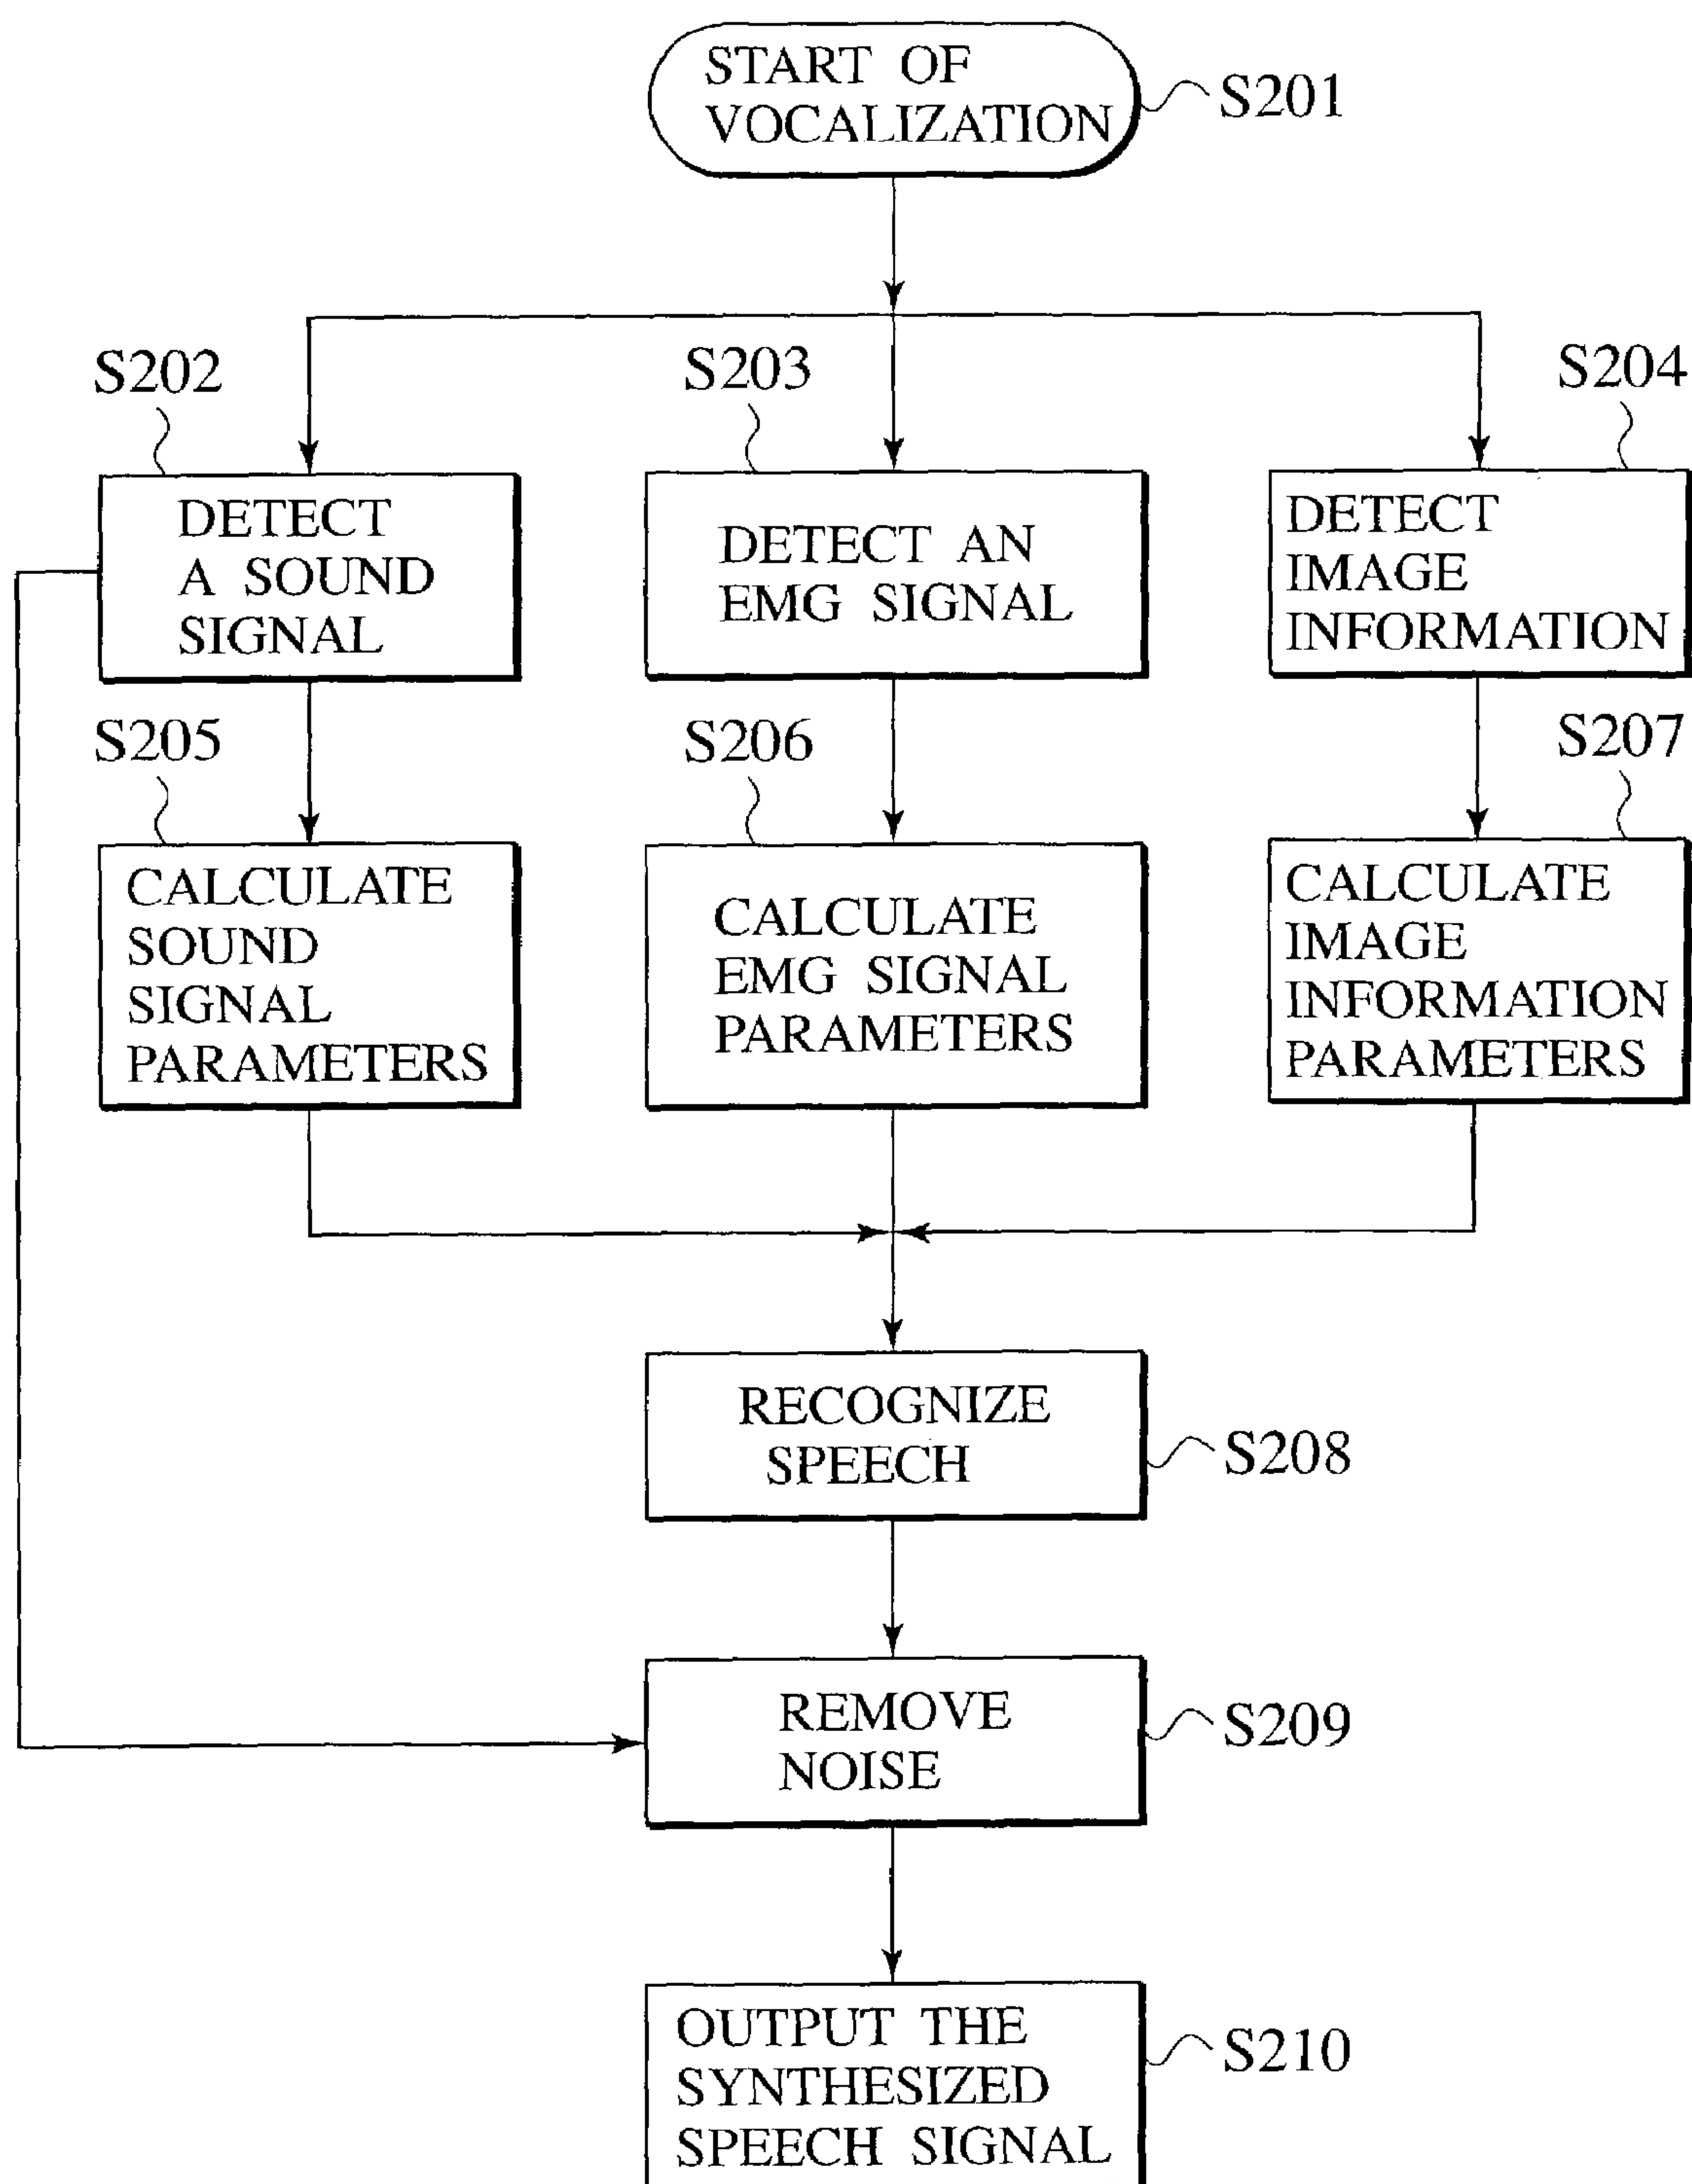 START OF
VOCALIZATION
S201
S202
S203
S204
DETECT
A SOUND
SIGNAL
DETECT AN
EMG SIGNAL
DETECT
IMAGE
INFORMATION
S205
S206
S207
CALCULATE
SOUND
SIGNAL
PARAMETERS
CALCULATE
EMG SIGNAL
PARAMETERS
CALCULATE
IMAGE
INFORMATION
PARAMETERS
RECOGNIZE
SPEECH
S208
REMOVE
NOISE
S209
OUTPUT THE
SYNTHESIZED
SPEECH SIGNAL
S210